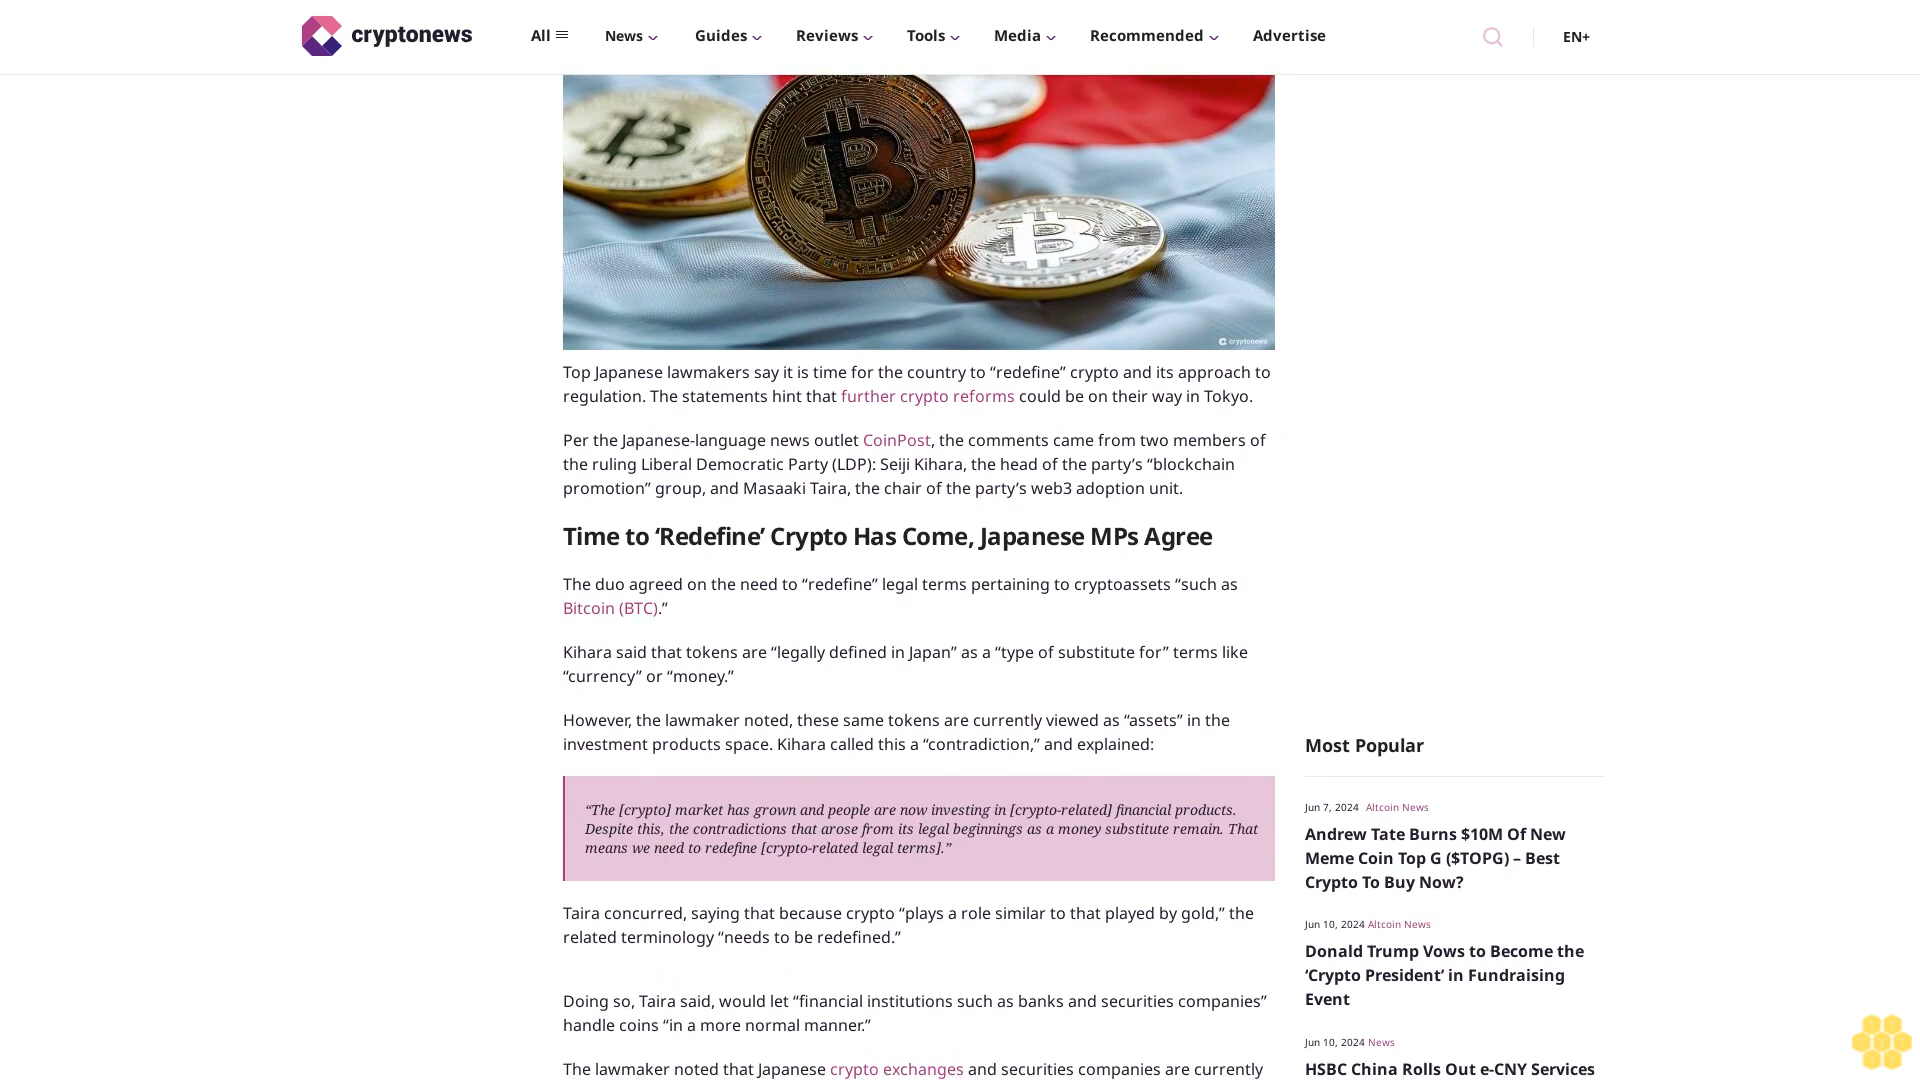 cryptonews
All
News
Guides
Reviews
Tools
Media
Recommended
Advertise
EN+
cryptonews
Top Japanese lawmakers say it is time for the country to “redefine” crypto and its approach to
regulation. The statements hint that further crypto reforms could be on their way in Tokyo.
Per the Japanese-language news outlet CoinPost, the comments came from two members of
the ruling Liberal Democratic Party (LDP): Seiji Kihara, the head of the party’s “blockchain
promotion” group, and Masaaki Taira, the chair of the party’s web3 adoption unit.
Time to ‘Redefine’ Crypto Has Come, Japanese MPs Agree
The duo agreed on the need to “redefine” legal terms pertaining to cryptoassets “such as
Bitcoin (BTC).”
Kihara said that tokens are “legally defined in Japan” as a “type of substitute for” terms like
“currency” or “money.”
However, the lawmaker noted, these same tokens are currently viewed as “assets” in the
investment products space. Kihara called this a “contradiction,” and explained:
“The [crypto] market has grown and people are now investing in [crypto-related] financial products.
Despite this, the contradictions that arose from its legal beginnings as a money substitute remain. That
means we need to redefine [crypto-related legal terms].”
Taira concurred, saying that because crypto “plays a role similar to that played by gold,” the
related terminology “needs to be redefined.”
Doing so, Taira said, would let “financial institutions such as banks and securities companies”
handle coins “in a more normal manner.”
The lawmaker noted that Japanese crypto exchanges and securities companies are currently
Most Popular
Jun 7, 2024 Altcoin News
Andrew Tate Burns $10M Of New
Meme Coin Top G ($TOPG) – Best
Crypto To Buy Now?
Jun 10, 2024 Altcoin News
Donald Trump Vows to Become the
‘Crypto President’ in Fundraising
Event
Jun 10, 2024 News
HSBC China Rolls Out e-CNY Services